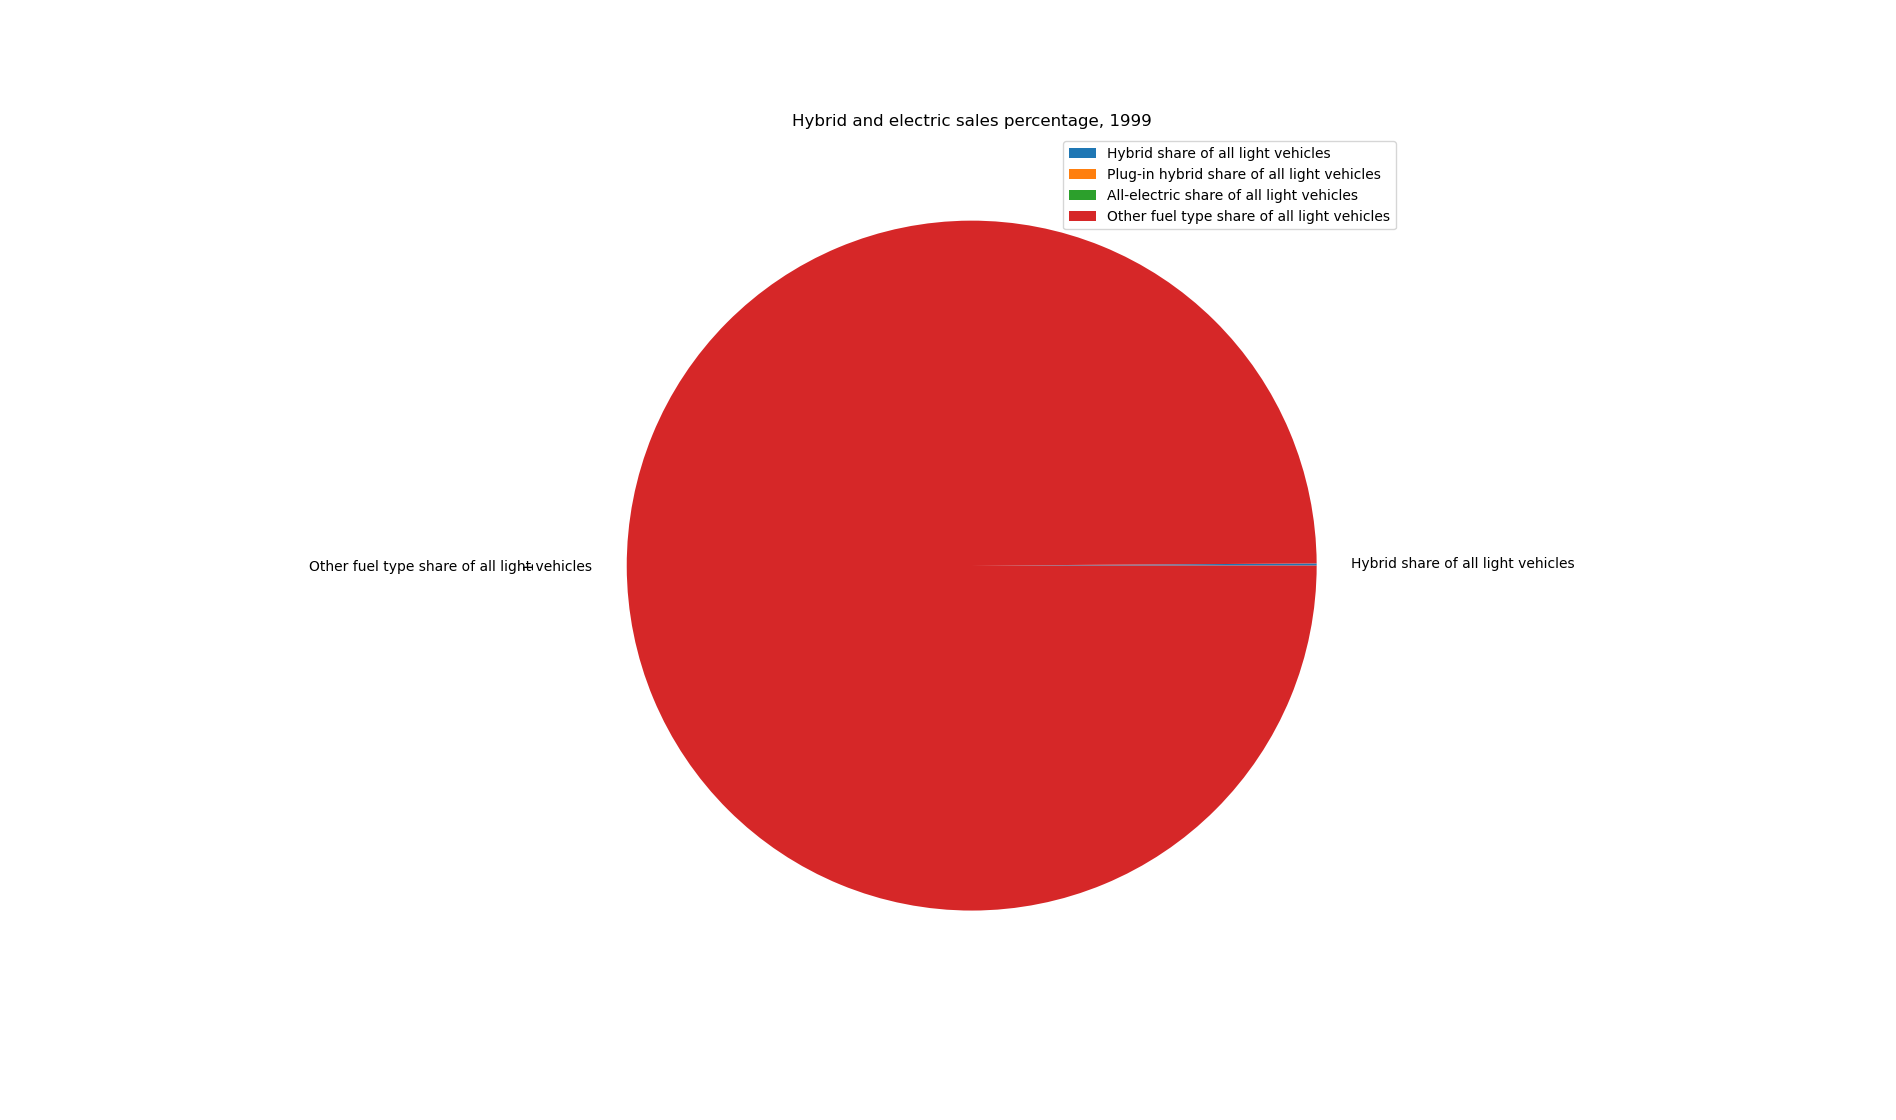 Hybrid and electric sales percentage, 1999
Hybrid share of all light vehicles
Plug-in hybrid share of all light vehicles
All-electric share of all light vehicles
Other fuel type share of all light vehicles
Other fuel type share of all light vehicles
Hybrid share of all light vehicles